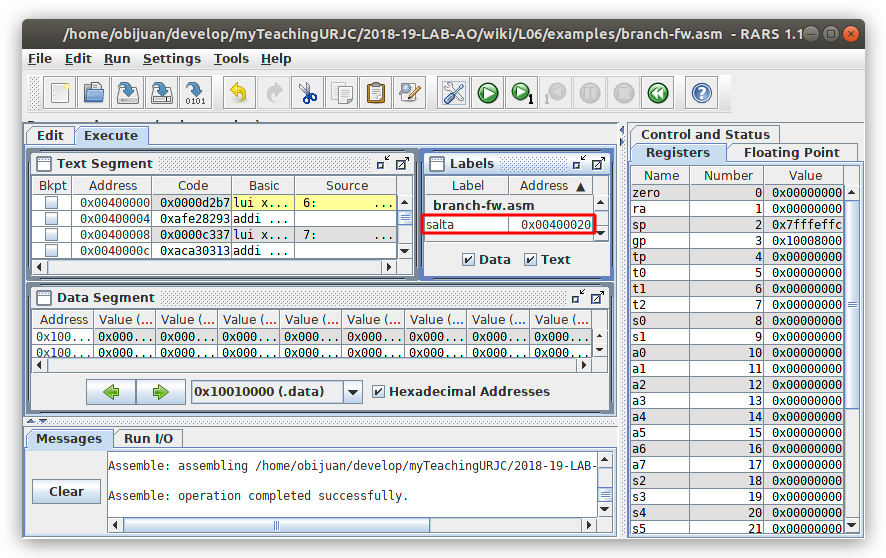 /home/obijuan/develop/myTeachingURJC/2018-19-LAB-AO/wiki/L06/examples/branch-fw.asm - RARS 1.1
File Edit Run Settings Tools Help
Edit Execute
Text Segment
Bkpt Address Code Basic Source
0x00400000 0x0000d2b7 lui x... 6: ...
0x00400004 0xafe28293 addi ...
0x00400008 0x0000c337 lui x... 7: ...
0x0040000c 0xaca30313 addi ...
Labels
Label Address ▲
branch-fw.asm
salta 0x00400020
Data Text
Data Segment
Address Value (... Value (... Value (... Value (... Value (... Value (... Value (... Value (...
0x100... 0x000... 0x000... 0x000... 0x000... 0x000... 0x000... 0x000... 0x000...
0x100... 0x000... 0x000... 0x000... 0x000... 0x000... 0x000... 0x000... 0x000...
0x10010000 (.data) Hexadecimal Addresses
Messages Run I/O
Clear
Assemble: assembling /home/obijuan/develop/myTeachingURJC/2018-19-LAB-
Assemble: operation completed successfully.
Control and Status
Registers Floating Point
Name Number Value
zero 0 0x00000000
ra 1 0x00000000
sp 2 0x7fffeffc
gp 3 0x10008000
tp 4 0x00000000
t0 5 0x00000000
t1 6 0x00000000
t2 7 0x00000000
s0 8 0x00000000
s1 9 0x00000000
a0 10 0x00000000
a1 11 0x00000000
a2 12 0x00000000
a3 13 0x00000000
a4 14 0x00000000
a5 15 0x00000000
a6 16 0x00000000
a7 17 0x00000000
s2 18 0x00000000
s3 19 0x00000000
s4 20 0x00000000
s5 21 0x00000000